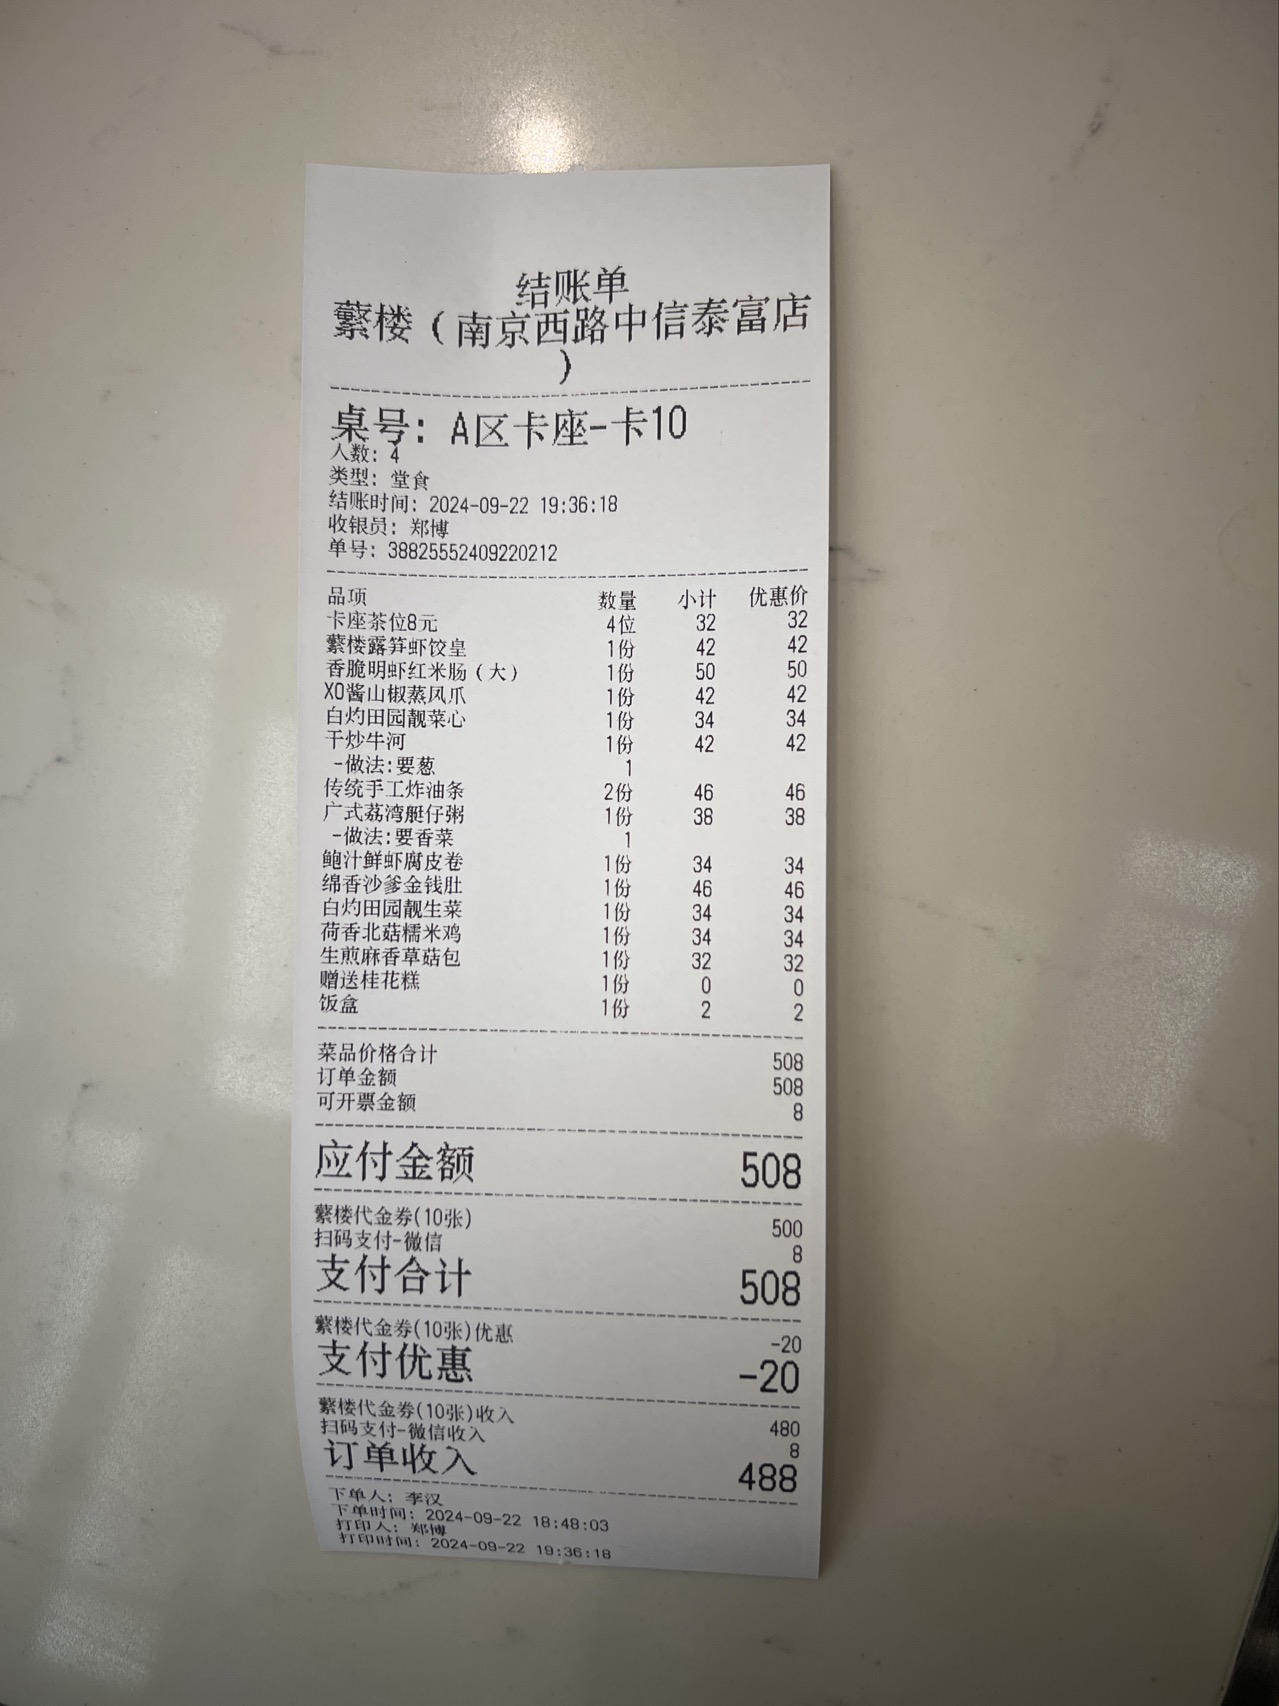 结账单
蘩楼（南京西路中信泰富店
）
桌号：A区卡座-卡10
人数：4
类型：堂食
结账时间：2024-09-22 19:36:18
收银员：郑博
单号：38825552409220212
品项 数量 小计 优惠价
卡座茶位8元 4位 32 32
蘩楼露笋虾饺皇 1份 42 42
香脆明虾红米肠（大） 1份 50 50
XO酱山椒蒸凤爪 1份 42 42
白灼田园靓菜心 1份 34 34
干炒牛河 1份 42 42
-做法:要葱 1
传统手工炸油条 2份 46 46
广式荔湾艇仔粥 1份 38 38
-做法:要香菜 1
鲍汁鲜虾腐皮卷 1份 34 34
绵香沙爹金钱肚 1份 46 46
白灼田园靓生菜 1份 34 34
荷香北菇糯米鸡 1份 34 34
生煎麻香草菇包 1份 32 32
赠送桂花糕 1份 0 0
饭盒 1份 2 2
菜品价格合计 508
订单金额 508
可开票金额 8
应付金额 508
蘩楼代金券(10张) 500
扫码支付-微信 8
支付合计 508
蘩楼代金券(10张)优惠 -20
支付优惠 -20
蘩楼代金券(10张)收入 480
扫码支付-微信收入 8
订单收入 488
下单人：李汉
下单时间：2024-09-22 18:48:03
打印人：郑博
打印时间：2024-09-22 19:36:18